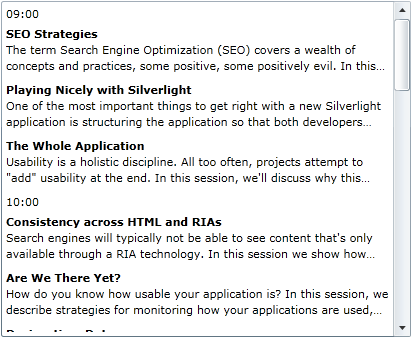 09:00
SEO Strategies
The term Search Engine Optimization (SEO) covers a wealth of
concepts and practices, some positive, some positively evil. In this...
Playing Nicely with Silverlight
One of the most important things to get right with a new Silverlight
application is structuring the application so that both developers...
The Whole Application
Usability is a holistic discipline. All too often, projects attempt to
"add" usability at the end. In this session, we'll discuss why this...
10:00
Consistency across HTML and RIAs
Search engines will typically not be able to see content that's only
available through a RIA technology. In this session we show how...
Are We There Yet?
How do you know how usable your application is? In this session, we
describe strategies for monitoring how your applications are used,...